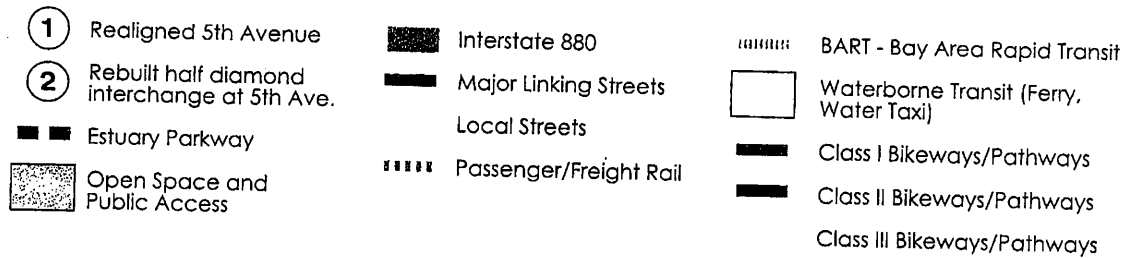 1 Realigned 5th Avenue
2 Rebuilt half diamond
interchange at 5th Ave.
Estuary Parkway
Open Space and
Public Access
Interstate 880
Major Linking Streets
Local Streets
Passenger/Freight Rail
BART - Bay Area Rapid Transit
Waterborne Transit (Ferry,
Water Taxi)
Class I Bikeways/Pathways
Class II Bikeways/Pathways
Class III Bikeways/Pathways